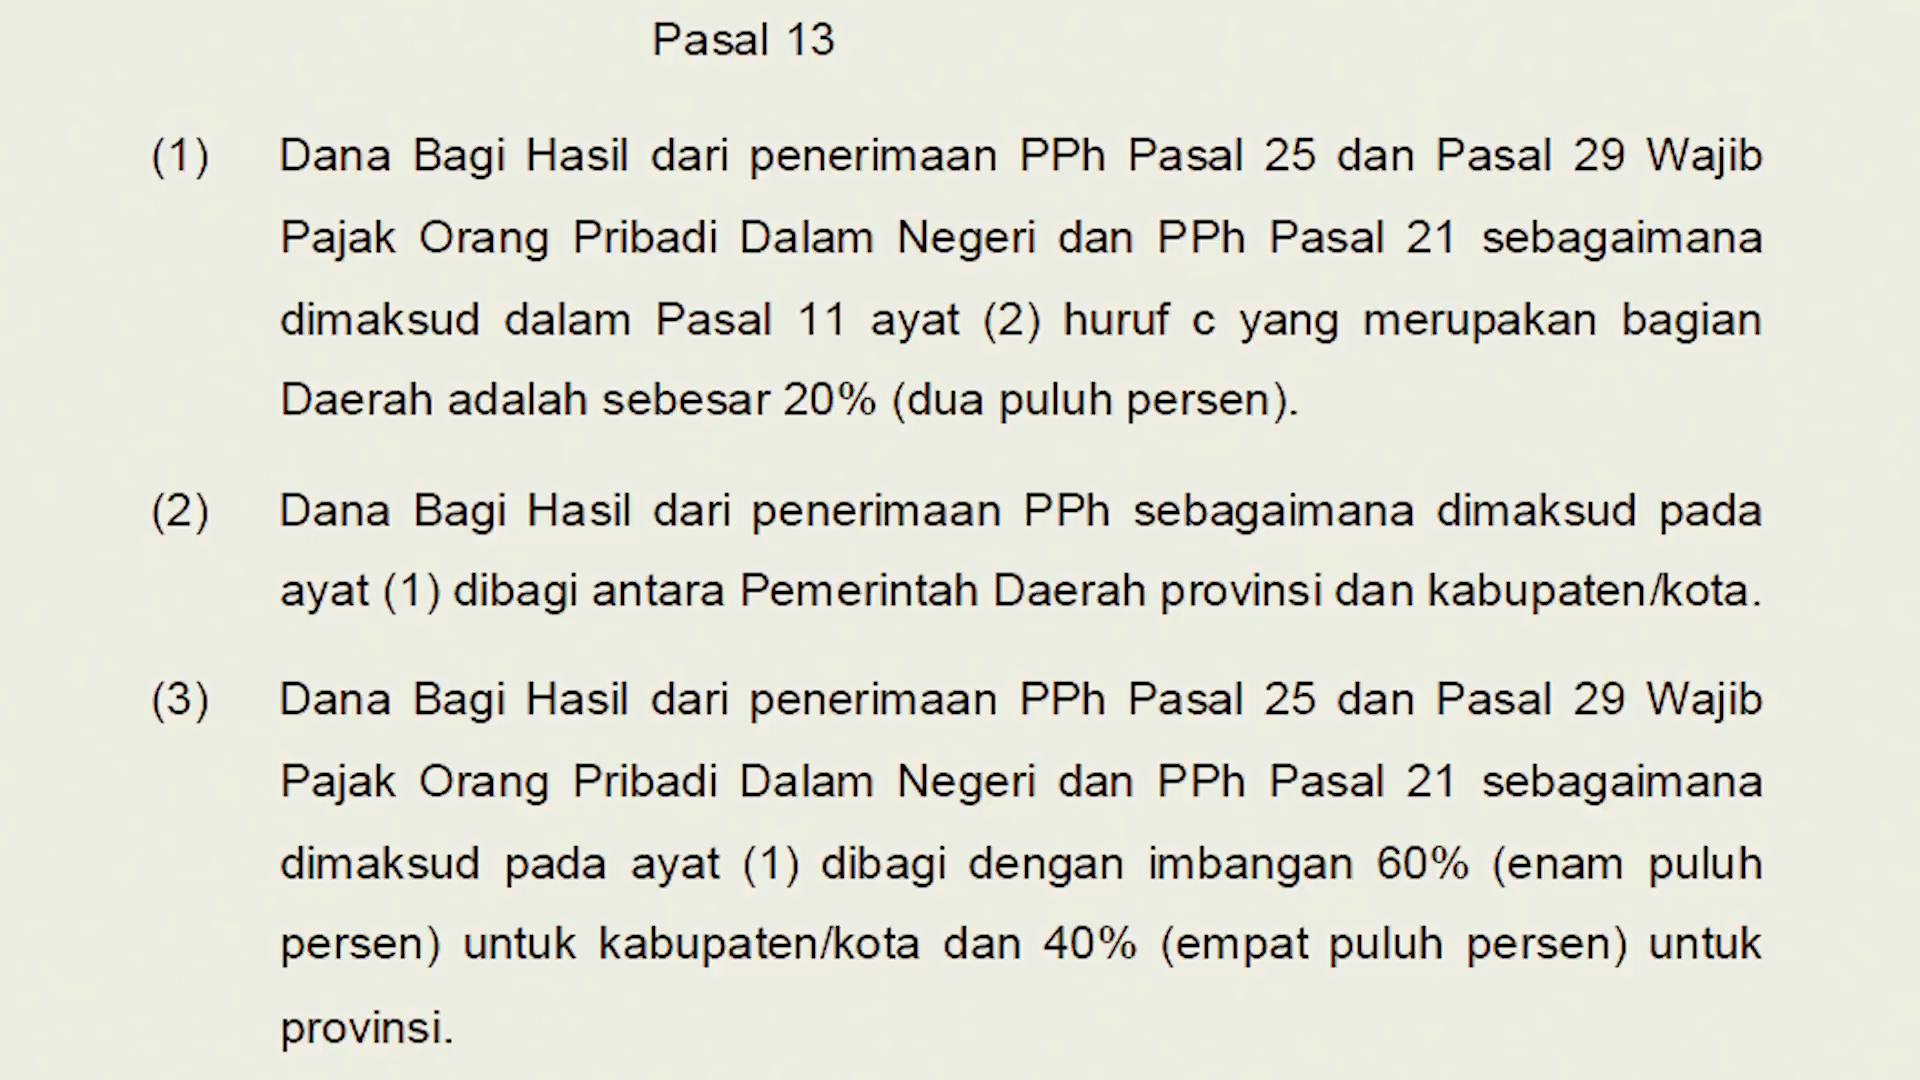 Pasal 13
(1) Dana Bagi Hasil dari penerimaan PPh Pasal 25 dan Pasal 29 Wajib
Pajak Orang Pribadi Dalam Negeri dan PPh Pasal 21 sebagaimana
dimaksud dalam Pasal 11 ayat (2) huruf c yang merupakan bagian
Daerah adalah sebesar 20% (dua puluh persen).
(2) Dana Bagi Hasil dari penerimaan PPh sebagaimana dimaksud pada
ayat (1) dibagi antara Pemerintah Daerah provinsi dan kabupaten/kota.
(3) Dana Bagi Hasil dari penerimaan PPh Pasal 25 dan Pasal 29 Wajib
Pajak Orang Pribadi Dalam Negeri dan PPh Pasal 21 sebagaimana
dimaksud pada ayat (1) dibagi dengan imbangan 60% (enam puluh
persen) untuk kabupaten/kota dan 40% (empat puluh persen) untuk
provinsi.